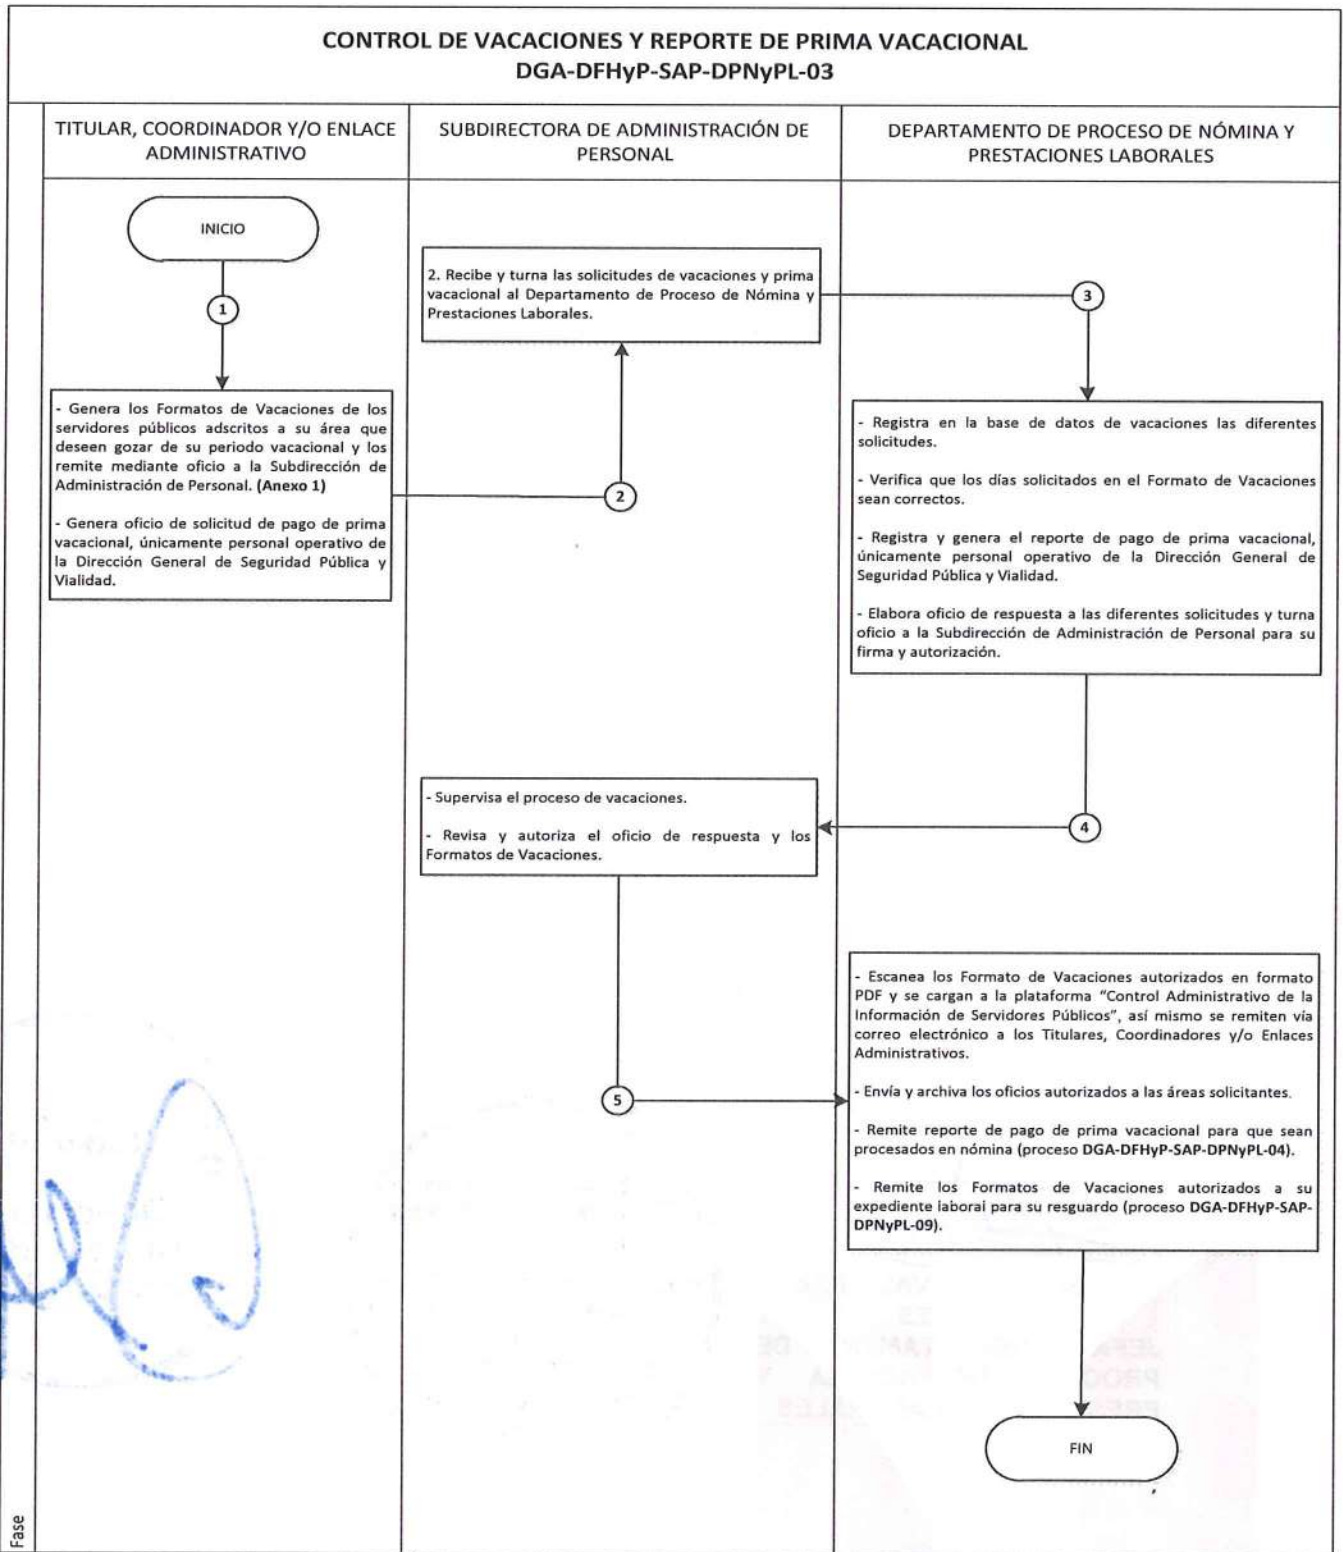 CONTROL DE VACACIONES Y REPORTE DE PRIMA VACACIONAL
DGA-DFHyP-SAP-DPNyPL-03
TITULAR, COORDINADOR Y/O ENLACE
ADMINISTRATIVO
SUBDIRECTORA DE ADMINISTRACIÓN DE
PERSONAL
DEPARTAMENTO DE PROCESO DE NÓMINA Y
PRESTACIONES LABORALES
INICIO
1
- Genera los Formatos de Vacaciones de los
servidores públicos adscritos a su área que
deseen gozar de su periodo vacacional y los
remite mediante oficio a la Subdirección de
Administración de Personal. (Anexo 1)
- Genera oficio de solicitud de pago de prima
vacacional, únicamente personal operativo de
la Dirección General de Seguridad Pública y
Vialidad.
2
2. Recibe y turna las solicitudes de vacaciones y prima
vacacional al Departamento de Proceso de Nómina y
Prestaciones Laborales.
3
- Registra en la base de datos de vacaciones las diferentes
solicitudes.
- Verifica que los días solicitados en el Formato de Vacaciones
sean correctos.
- Registra y genera el reporte de pago de prima vacacional,
únicamente personal operativo de la Dirección General de
Seguridad Pública y Vialidad.
- Elabora oficio de respuesta a las diferentes solicitudes y turna
oficio a la Subdirección de Administración de Personal para su
firma y autorización.
4
- Supervisa el proceso de vacaciones.
- Revisa y autoriza el oficio de respuesta y los
Formatos de Vacaciones.
5
- Escanea los Formato de Vacaciones autorizados en formato
PDF y se cargan a la plataforma “Control Administrativo de la
Información de Servidores Públicos”, así mismo se remiten vía
correo electrónico a los Titulares, Coordinadores y/o Enlaces
Administrativos.
- Envía y archiva los oficios autorizados a las áreas solicitantes.
- Remite reporte de pago de prima vacacional para que sean
procesados en nómina (proceso DGA-DFHyP-SAP-DPNyPL-04).
- Remite los Formatos de Vacaciones autorizados a su
expediente laboral para su resguardo (proceso DGA-DFHyP-SAP-
DPNyPL-09).
FIN
Fase